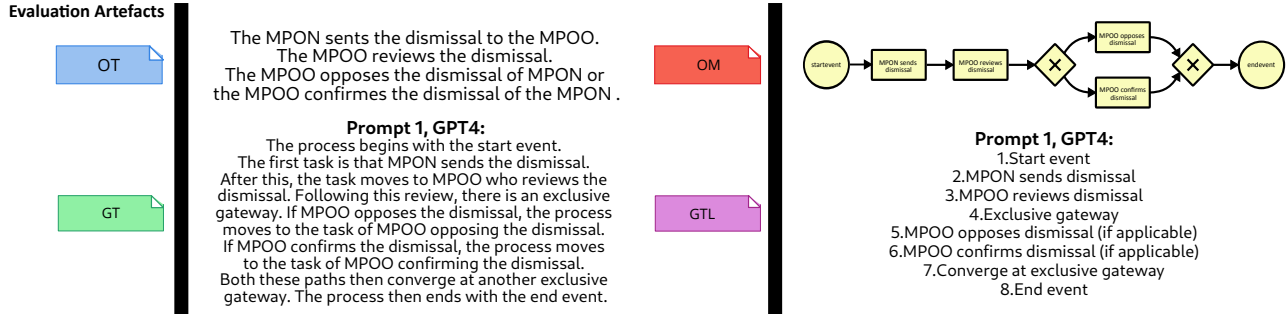 Evaluation Artefacts
OT
The MPON sents the dismissal to the MPOO.
The MPOO reviews the dismissal.
The MPOO opposes the dismissal of MPON or
the MPOO confirmes the dismissal of the MPON .
OM
startevent
MPON sends
dismissal
MPOO reviews
dismissal
MPOO opposes
dismissal
MPOO confirms
dismissal
endevent
GT
Prompt 1, GPT4:
The process begins with the start event.
The first task is that MPON sends the dismissal.
After this, the task moves to MPOO who reviews the
dismissal. Following this review, there is an exclusive
gateway. If MPOO opposes the dismissal, the process
moves to the task of MPOO opposing the dismissal.
If MPOO confirms the dismissal, the process moves
to the task of MPOO confirming the dismissal.
Both these paths then converge at another exclusive
gateway. The process then ends with the end event.
GTL
Prompt 1, GPT4:
1.Start event
2.MPON sends dismissal
3.MPOO reviews dismissal
4.Exclusive gateway
5.MPOO opposes dismissal (if applicable)
6.MPOO confirms dismissal (if applicable)
7.Converge at exclusive gateway
8.End event